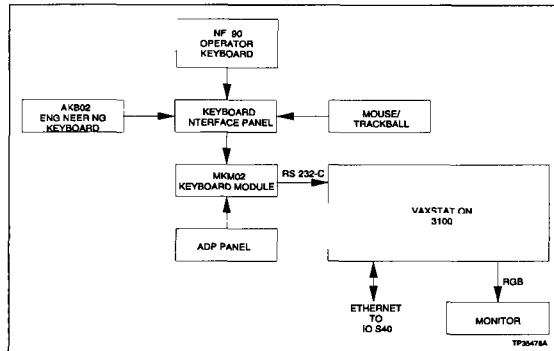 NF 90
OPERATOR
KEYBOARD
AKB02
ENG NEER NG
KEYBOARD
KEYBOARD
NTERFACE PANEL
MOUSE/
TRACKBALL
MKM02
KEYBOARD MODULE
RS 232-C
VAXSTAT ON
3100
ADP PANEL
RGB
ETHERNET
TO
IO S40
MONITOR
TP35478A